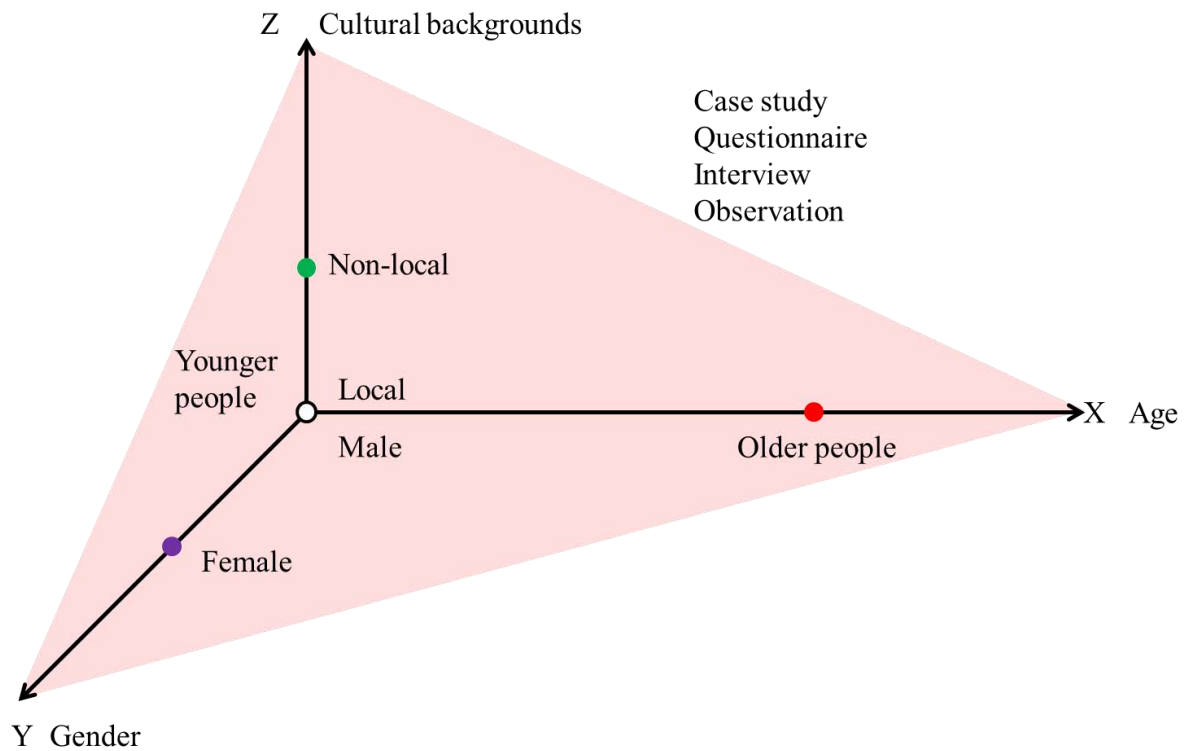 Z Cultural backgrounds
Case study
Questionnaire
Interview
Observation
Non-local
Younger
people
Local
Male
X Age
Older people
Female
Y Gender